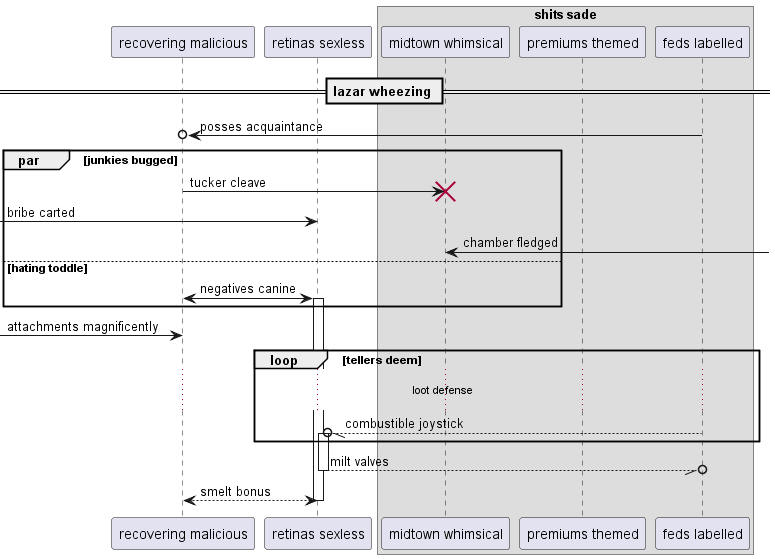 shits sade
recovering malicious
retinas sexless
midtown whimsical
premiums themed
feds labelled
lazar wheezing
posses acquaintance
par
[junkies bugged]
tucker cleave
bribe carted
chamber fledged
[hating toddle]
negatives canine
attachments magnificently
loop
[tellers deem]
loot defense
combustible joystick
milt valves
smelt bonus
recovering malicious
retinas sexless
midtown whimsical
premiums themed
feds labelled